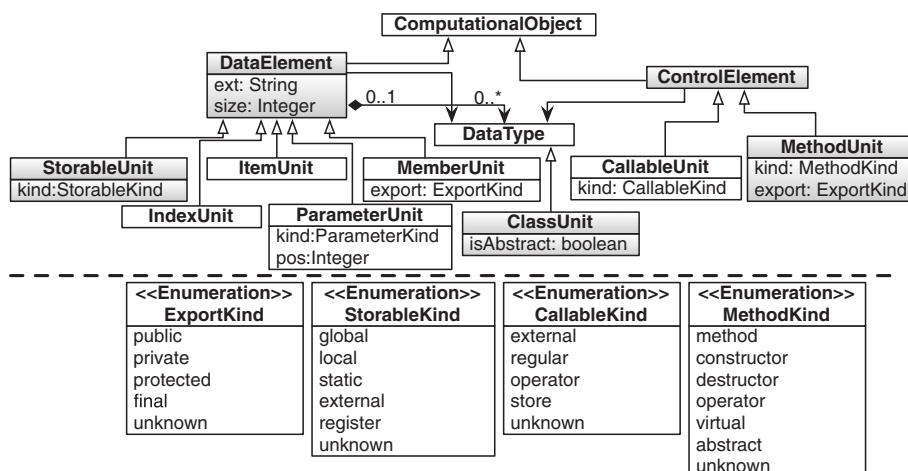 ComputationalObject
DataElement
ext: String
size: Integer
0..1
0..*
ControlElement
DataType
StorableUnit
kind:StorableKind
ItemUnit
MemberUnit
export: ExportKind
CallableUnit
kind: CallableKind
MethodUnit
kind: MethodKind
export: ExportKind
IndexUnit
ParameterUnit
kind:ParameterKind
pos:Integer
ClassUnit
isAbstract: boolean
<<Enumeration>>
ExportKind
public
private
protected
final
unknown
<<Enumeration>>
StorableKind
global
local
static
external
register
unknown
<<Enumeration>>
CallableKind
external
regular
operator
store
unknown
<<Enumeration>>
MethodKind
method
constructor
destructor
operator
virtual
abstract
unknown